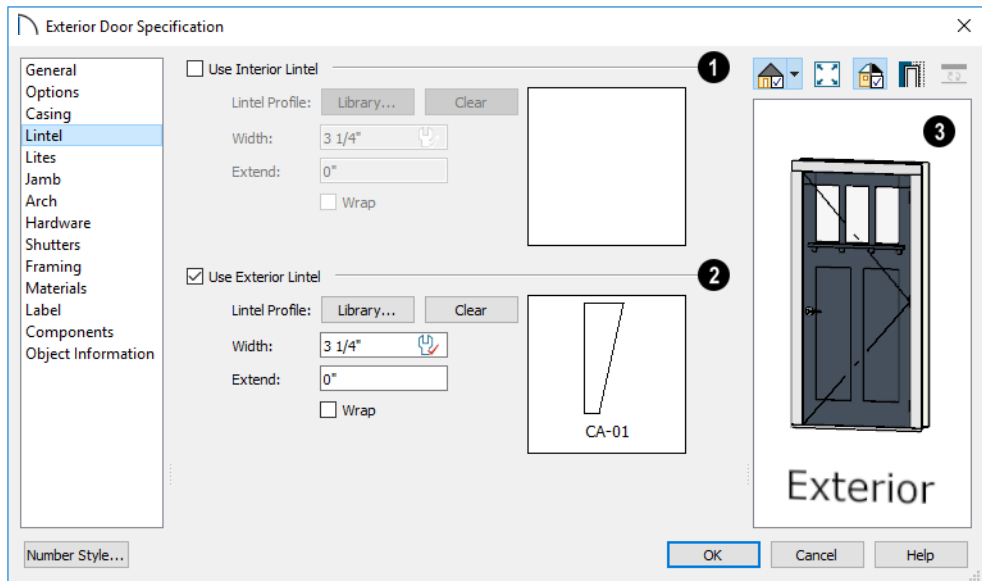 Exterior Door Specification
General
Options
Casing
Lintel
Lites
Jamb
Arch
Hardware
Shutters
Framing
Materials
Label
Components
Object Information
Use Interior Lintel
1
Lintel Profile: Library... Clear
Width: 3 1/4"
Extend: 0"
Wrap
Use Exterior Lintel
2
Lintel Profile: Library... Clear
Width: 3 1/4"
Extend: 0"
Wrap
CA-01
3
Exterior
Number Style... OK Cancel Help